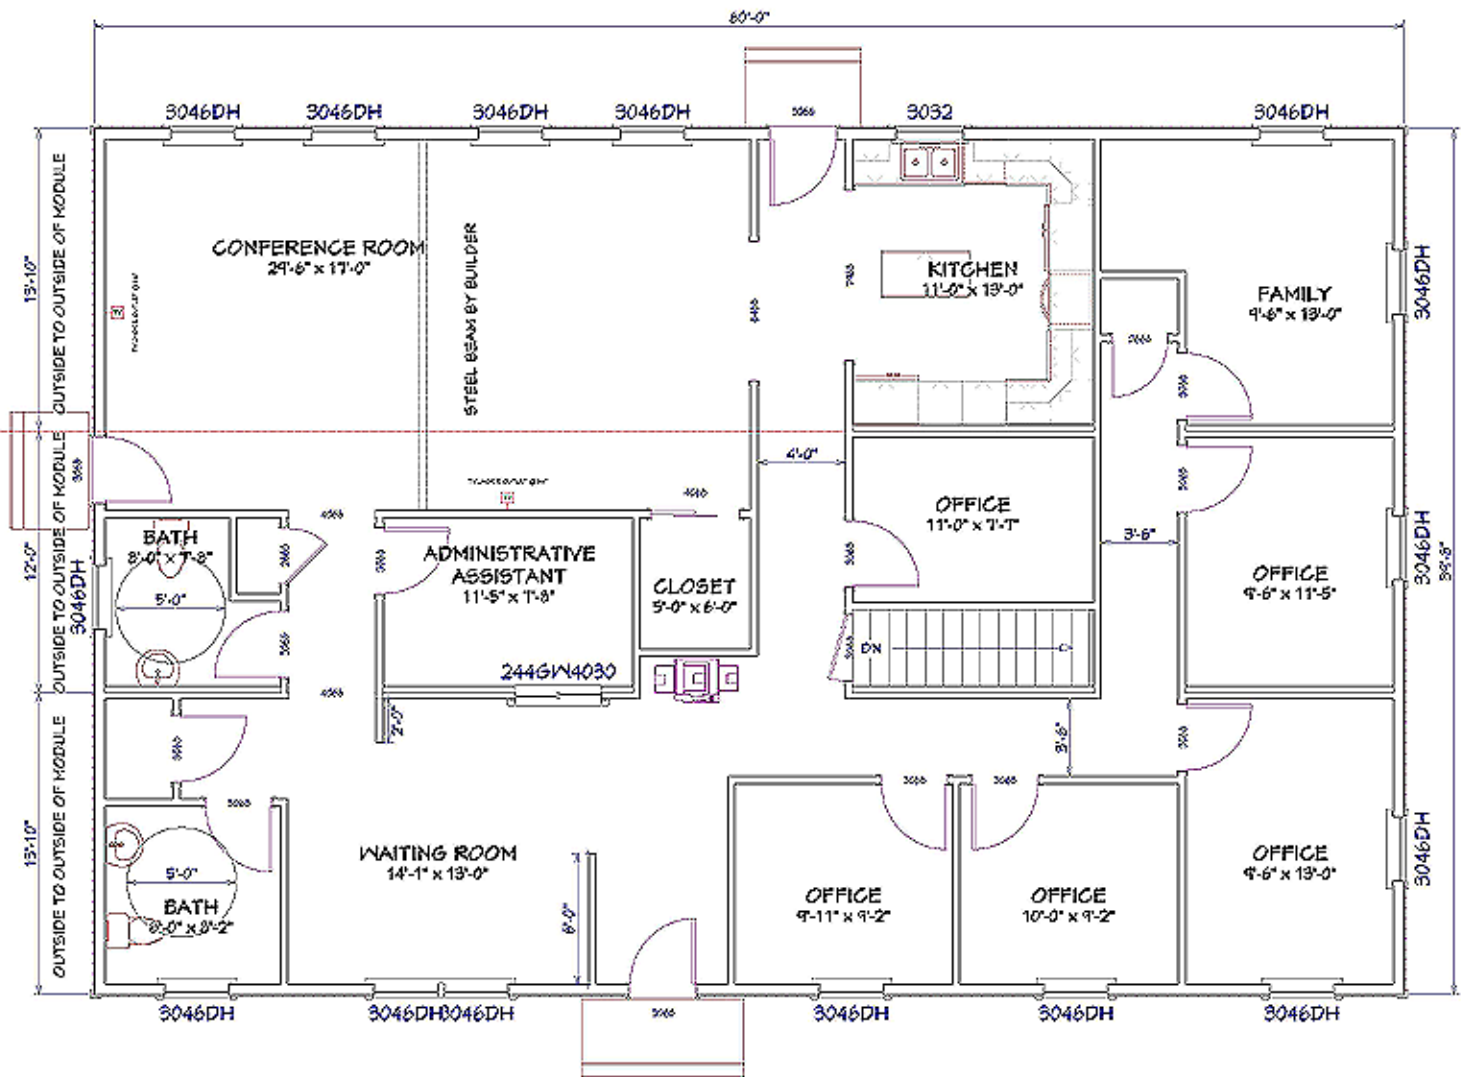 60'-0"
3046DH
3046DH
3046DH
3046DH
3068
3032
3046DH
13'-10"
OUTSIDE TO OUTSIDE OF MODULE
CONFERENCE ROOM
29'-6" x 17'-0"
STEEL BEAM BY BUILDER
KITCHEN
11'-0" x 13'-0"
FAMILY
9'-6" x 13'-0"
3046DH
3068
12'-0"
OUTSIDE TO OUTSIDE OF MODULE
4'-0"
OFFICE
11'-0" x 7'-7"
3'-6"
BATH
8'-0" x 7'-8"
5'-0"
3046DH
ADMINISTRATIVE
ASSISTANT
11'-5" x 7'-8"
CLOSET
5'-0" x 6'-0"
OFFICE
9'-6" x 11'-5"
3046DH
244GW4030
DN
2'-0"
3'-6"
13'-10"
OUTSIDE TO OUTSIDE OF MODULE
5'-0"
BATH
8'-0" x 8'-2"
WAITING ROOM
14'-1" x 13'-0"
6'-0"
OFFICE
9'-11" x 9'-2"
OFFICE
10'-0" x 9'-2"
OFFICE
9'-6" x 13'-0"
3046DH
3046DH
3046DH
3046DH
3046DH
3046DH
3046DH